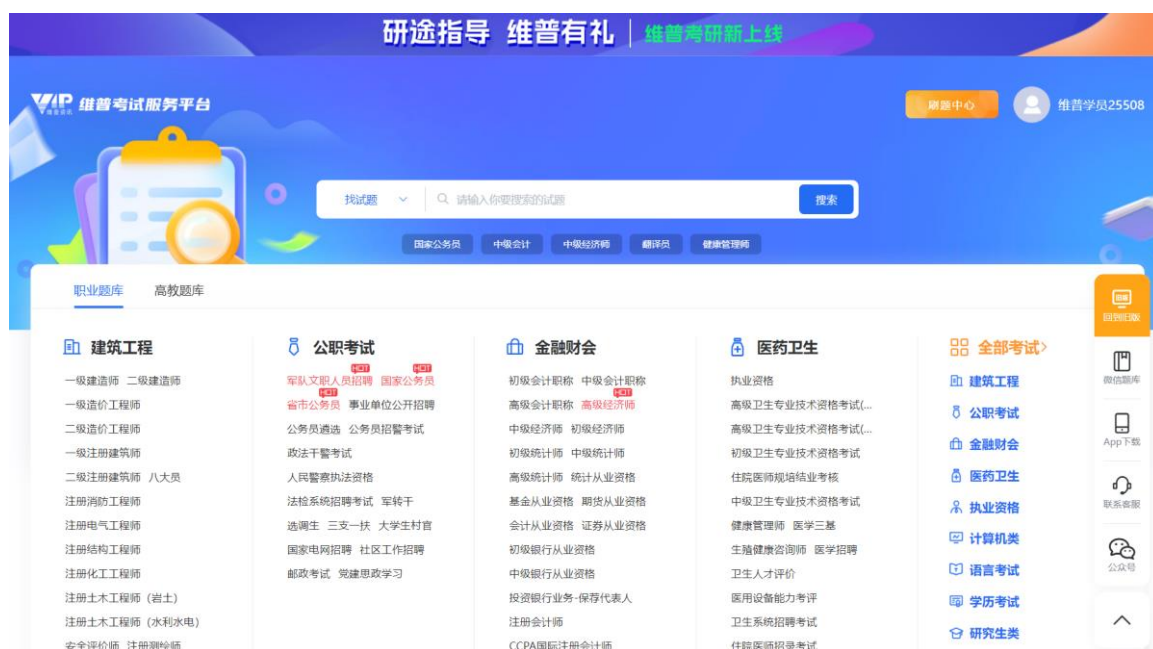 研途指导 维普有礼 维普考研新上线
VIP 维普考试服务平台
刷题中心 维普学员25508
找试题 请输入你要搜索的试题 搜索
国家公务员 中级会计 中级经济师 翻译员 健康管理师
职业题库 高教题库
建筑工程
一级建造师 二级建造师
一级造价工程师
二级造价工程师
一级注册建筑师
二级注册建筑师 八大员
注册消防工程师
注册电气工程师
注册结构工程师
注册化工工程师
注册土木工程师 (岩土)
注册土木工程师 (水利水电)
安全评价师 注册测绘师
公职考试
HOT HOT
军队文职人员招聘 国家公务员
HOT
省市公务员 事业单位公开招聘
公务员遴选 公务员招警考试
政法干警考试
人民警察执法资格
法检系统招聘考试 军转干
选调生 三支一扶 大学生村官
国家电网招聘 社区工作招聘
邮政考试 党建思政学习
金融财会
初级会计职称 中级会计职称
HOT
高级会计职称 高级经济师
中级经济师 初级经济师
初级统计师 中级统计师
高级统计师 统计从业资格
基金从业资格 期货从业资格
会计从业资格 证券从业资格
初级银行从业资格
中级银行从业资格
投资银行业务-保荐代表人
注册会计师
CCPA国际注册会计师
医药卫生
执业资格
高级卫生专业技术资格考试(...
高级卫生专业技术资格考试(...
初级卫生专业技术资格考试
住院医师规培结业考核
中级卫生专业技术资格考试
健康管理师 医学三基
生殖健康咨询师 医学招聘
卫生人才评价
医用设备能力考评
卫生系统招聘考试
住院医师招录考试
全部考试>
建筑工程
公职考试
金融财会
医药卫生
执业资格
计算机类
语言考试
学历考试
研究生类
回到旧版
微信题库
App下载
联系客服
公众号